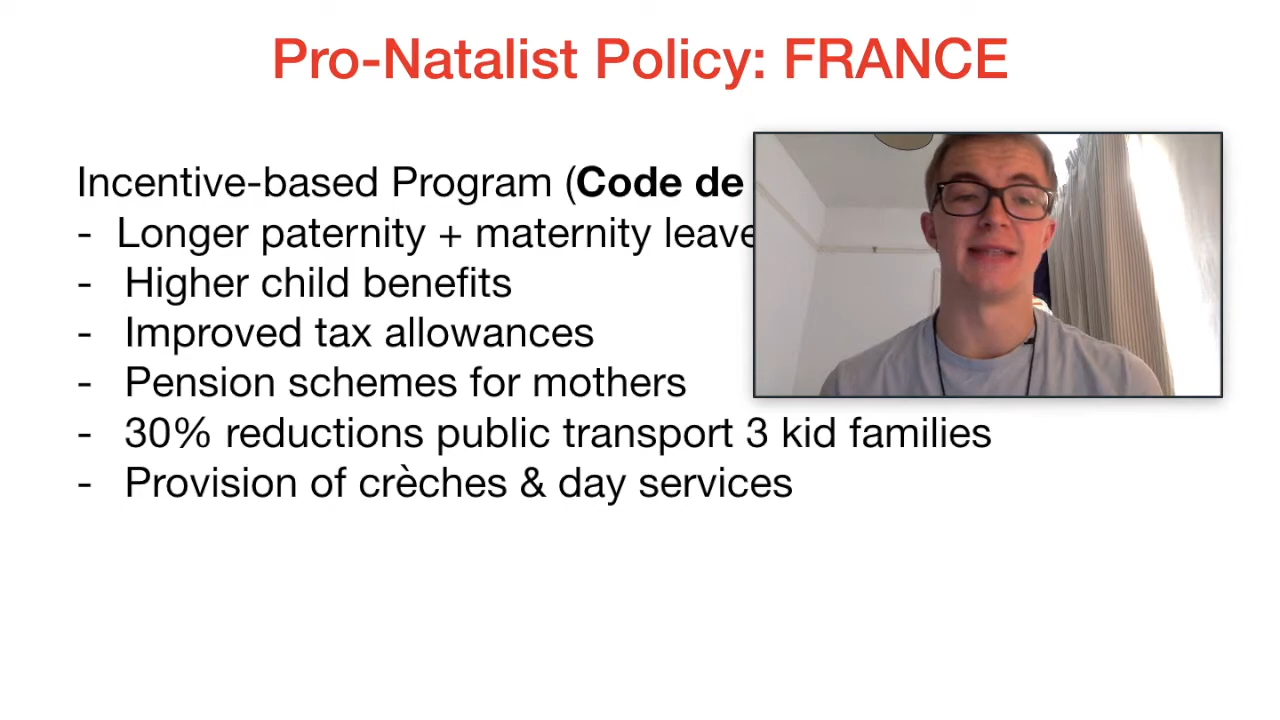 Pro-Natalist Policy: FRANCE
Incentive-based Program (Code de
- Longer paternity + maternity leave
- Higher child benefits
- Improved tax allowances
- Pension schemes for mothers
- 30% reductions public transport 3 kid families
- Provision of crèches & day services